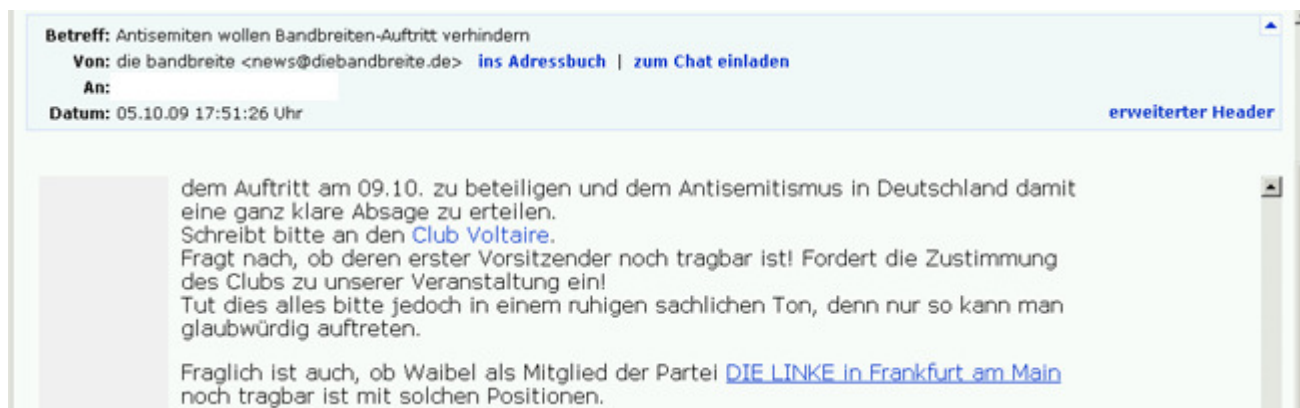 Betreff: Antisemiten wollen Bandbreiten-Auftritt verhindern
Von: die bandbreite <news@diebandbreite.de> ins Adressbuch | zum Chat einladen
An:
Datum: 05.10.09 17:51:26 Uhr erweiterter Header
dem Auftritt am 09.10. zu beteiligen und dem Antisemitismus in Deutschland damit
eine ganz klare Absage zu erteilen.
Schreibt bitte an den Club Voltaire.
Fragt nach, ob deren erster Vorsitzender noch tragbar ist! Fordert die Zustimmung
des Clubs zu unserer Veranstaltung ein!
Tut dies alles bitte jedoch in einem ruhigen sachlichen Ton, denn nur so kann man
glaubwürdig auftreten.
Fraglich ist auch, ob Waibel als Mitglied der Partei DIE LINKE in Frankfurt am Main
noch tragbar ist mit solchen Positionen.